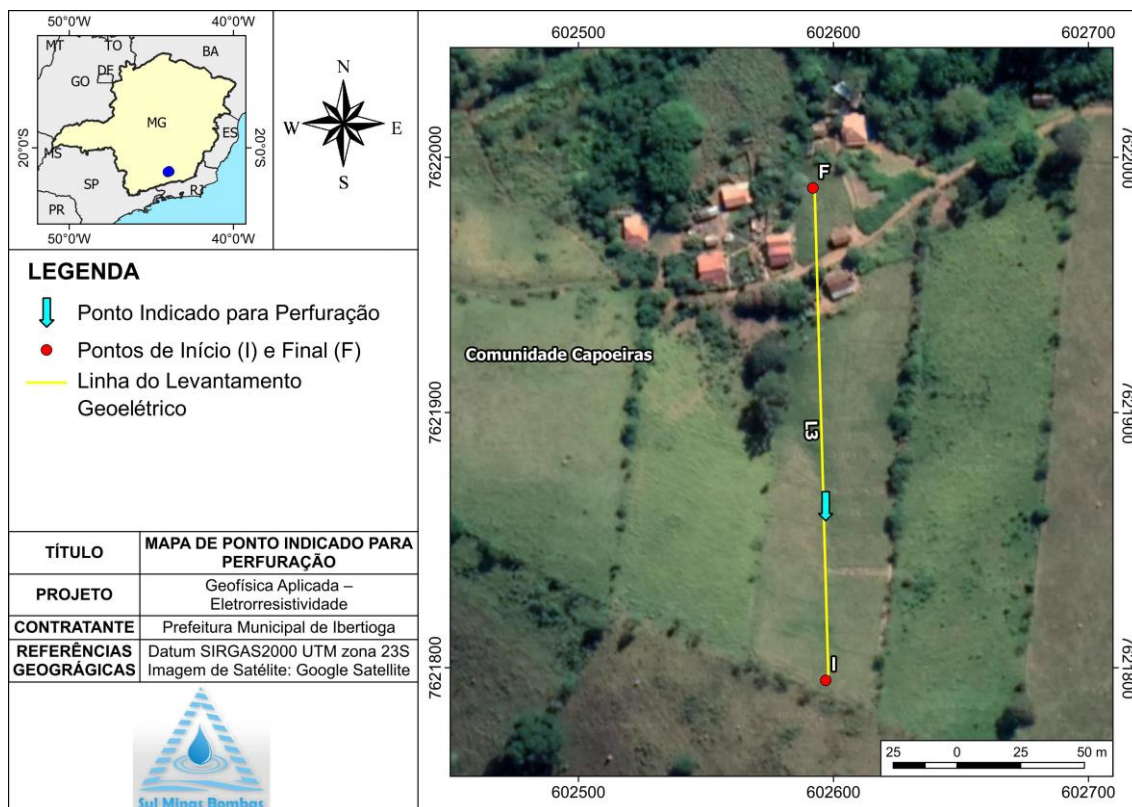 50°0'W
40°0'W
MT
TO
BA
GO
DF
MG
ES
20°0'S
20°0'S
MS
SP
RJ
PR
50°0'W
40°0'W
N
W
E
S
LEGENDA
Ponto Indicado para Perfuração
Pontos de Início (I) e Final (F)
Linha do Levantamento
Geoelétrico
TÍTULO
MAPA DE PONTO INDICADO PARA
PERFURAÇÃO
PROJETO
Geofísica Aplicada –
Eletrorresistividade
CONTRATANTE
Prefeitura Municipal de Ibertioga
REFERÊNCIAS
GEOGRÁGICAS
Datum SIRGAS2000 UTM zona 23S
Imagem de Satélite: Google Satellite
Sul Minas Bombas
602500
602600
602700
7622000
7622000
F
Comunidade Capoeiras
7621900
7621900
L3
7621800
7621800
I
25 0 25 50 m
602500
602600
602700